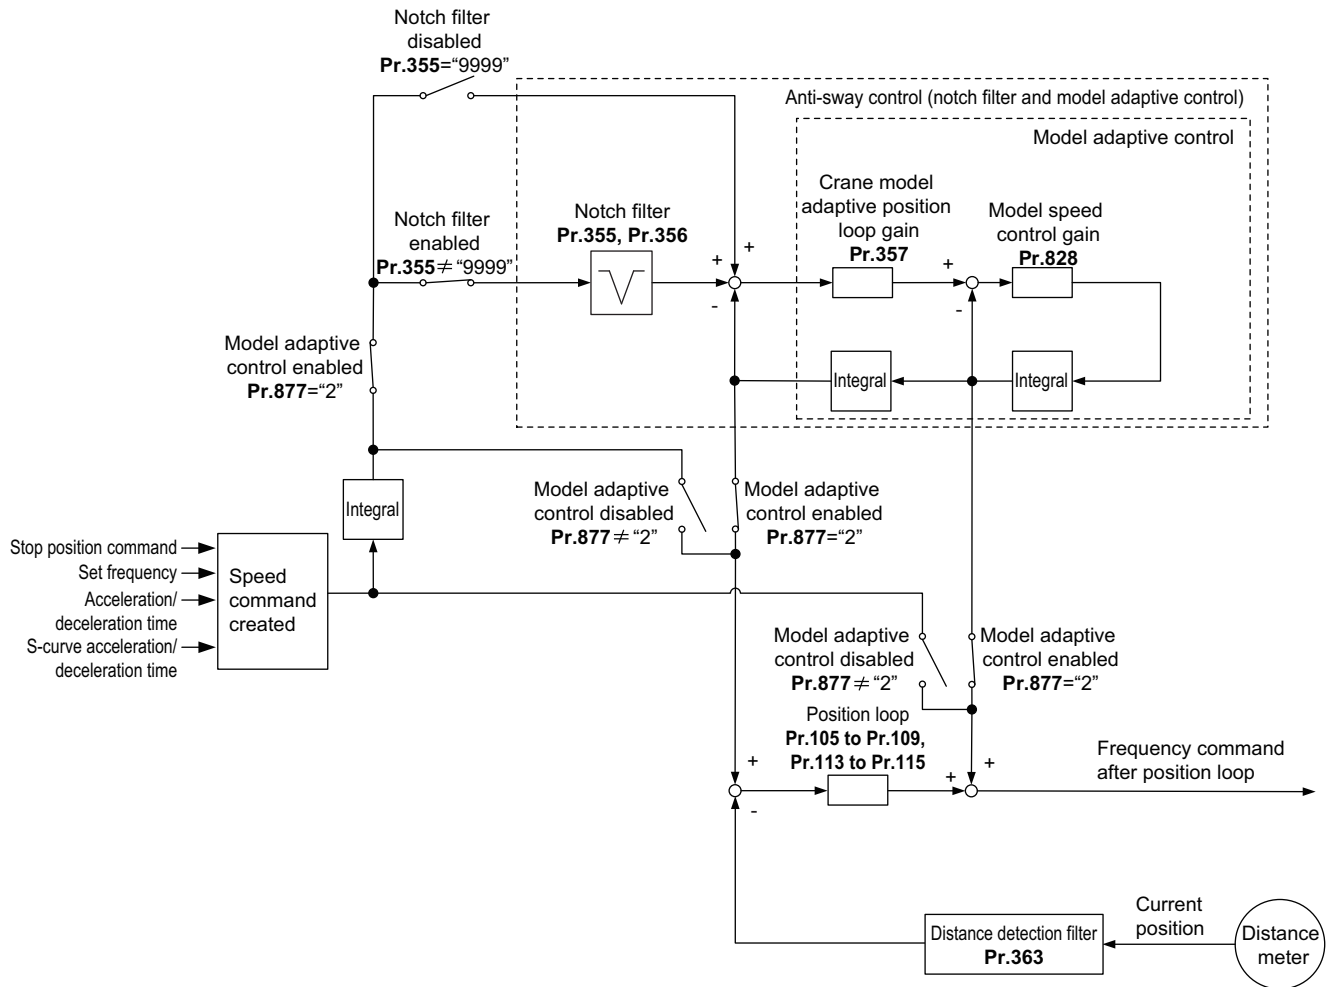 Notch filter
disabled
Pr.355="9999"
Anti-sway control (notch filter and model adaptive control)
Model adaptive control
Notch filter
enabled
Pr.355≠ "9999"
Notch filter
Pr.355, Pr.356
+
+
-
Crane model
adaptive position
loop gain
Pr.357
+
-
Model speed
control gain
Pr.828
Model adaptive
control enabled
Pr.877="2"
Integral
Integral
Integral
Model adaptive
control disabled
Pr.877≠ "2"
Model adaptive
control enabled
Pr.877="2"
Stop position command
Set frequency
Acceleration/
deceleration time
S-curve acceleration/
deceleration time
Speed
command
created
Model adaptive
control disabled
Pr.877≠ "2"
Model adaptive
control enabled
Pr.877="2"
Position loop
Pr.105 to Pr.109,
Pr.113 to Pr.115
+
-
+
+
Frequency command
after position loop
Distance detection filter
Pr.363
Current
position
Distance
meter